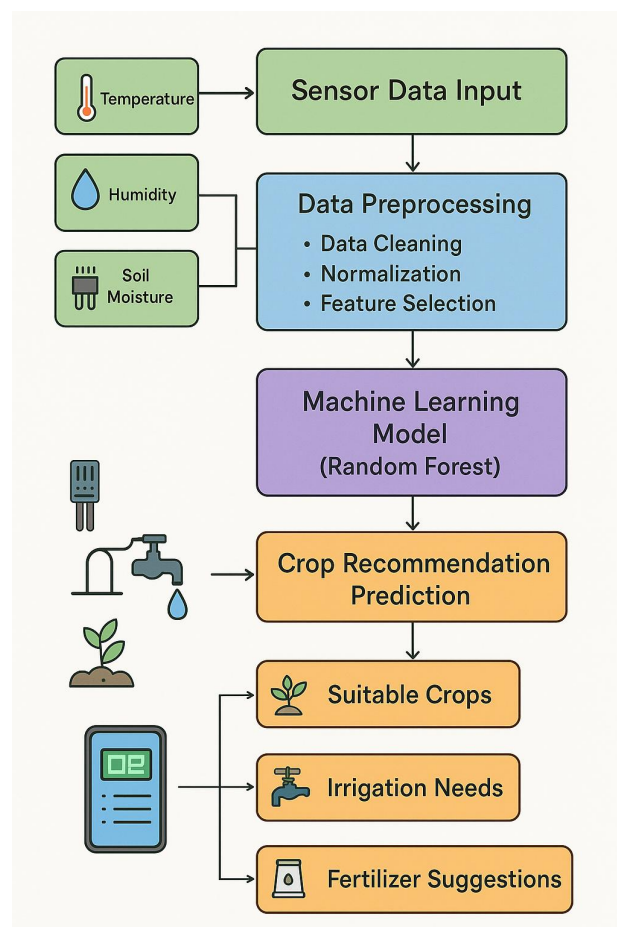 Temperature
Sensor Data Input
Humidity
Soil
Moisture
Data Preprocessing
• Data Cleaning
• Normalization
• Feature Selection
Machine Learning
Model
(Random Forest)
Crop Recommendation
Prediction
Suitable Crops
Irrigation Needs
Fertilizer Suggestions